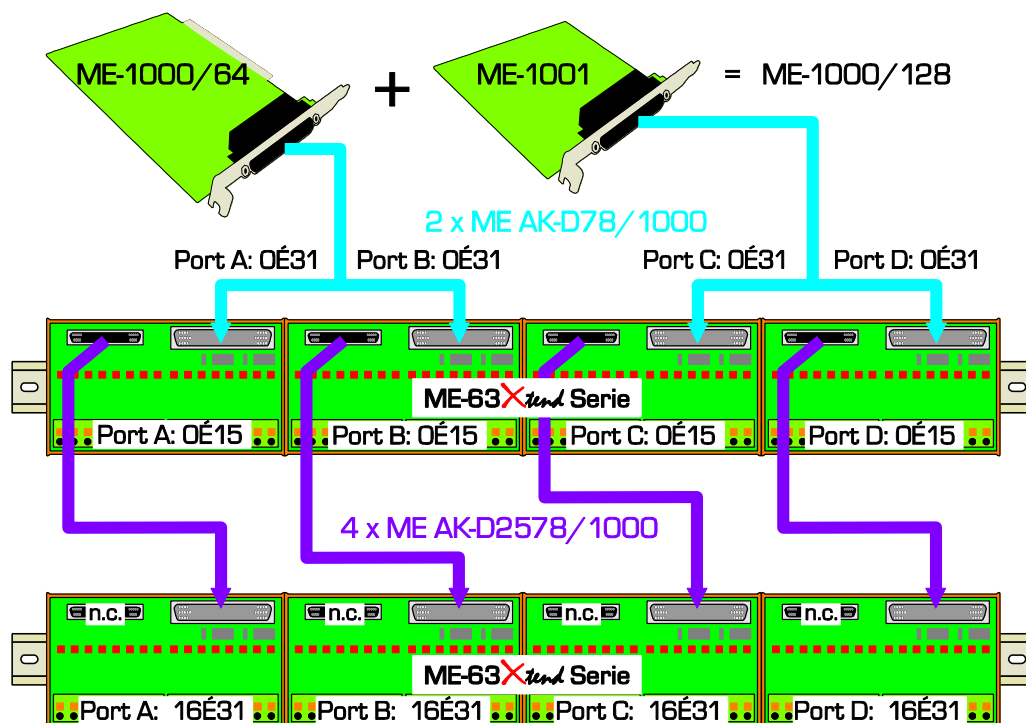 ME-1000/64 + ME-1001 = ME-1000/128
2 x ME AK-D78/1000
Port A: 0É31 Port B: 0É31 Port C: 0É31 Port D: 0É31
ME-63Xtend Serie
Port A: 0É15 Port B: 0É15 Port C: 0É15 Port D: 0É15
4 x ME AK-D2578/1000
n.c. n.c. n.c. n.c.
ME-63Xtend Serie
Port A: 16É31 Port B: 16É31 Port C: 16É31 Port D: 16É31